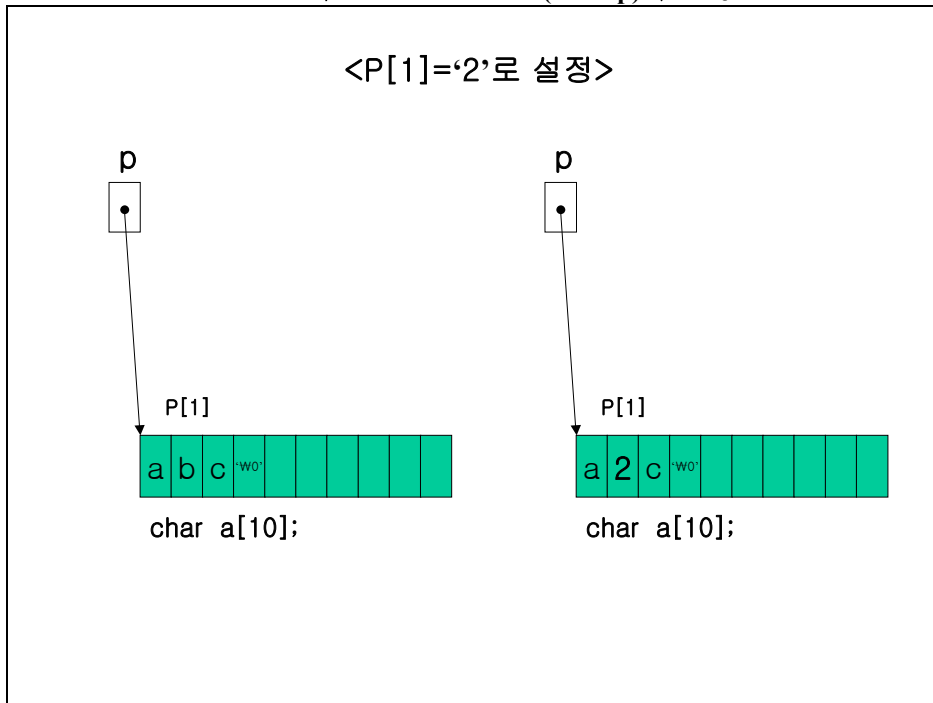 <P[1]=‘2’로 설정>
p p
P[1] P[1]
a b c ‘₩0’ a 2 c ‘₩0’
char a[10]; char a[10];